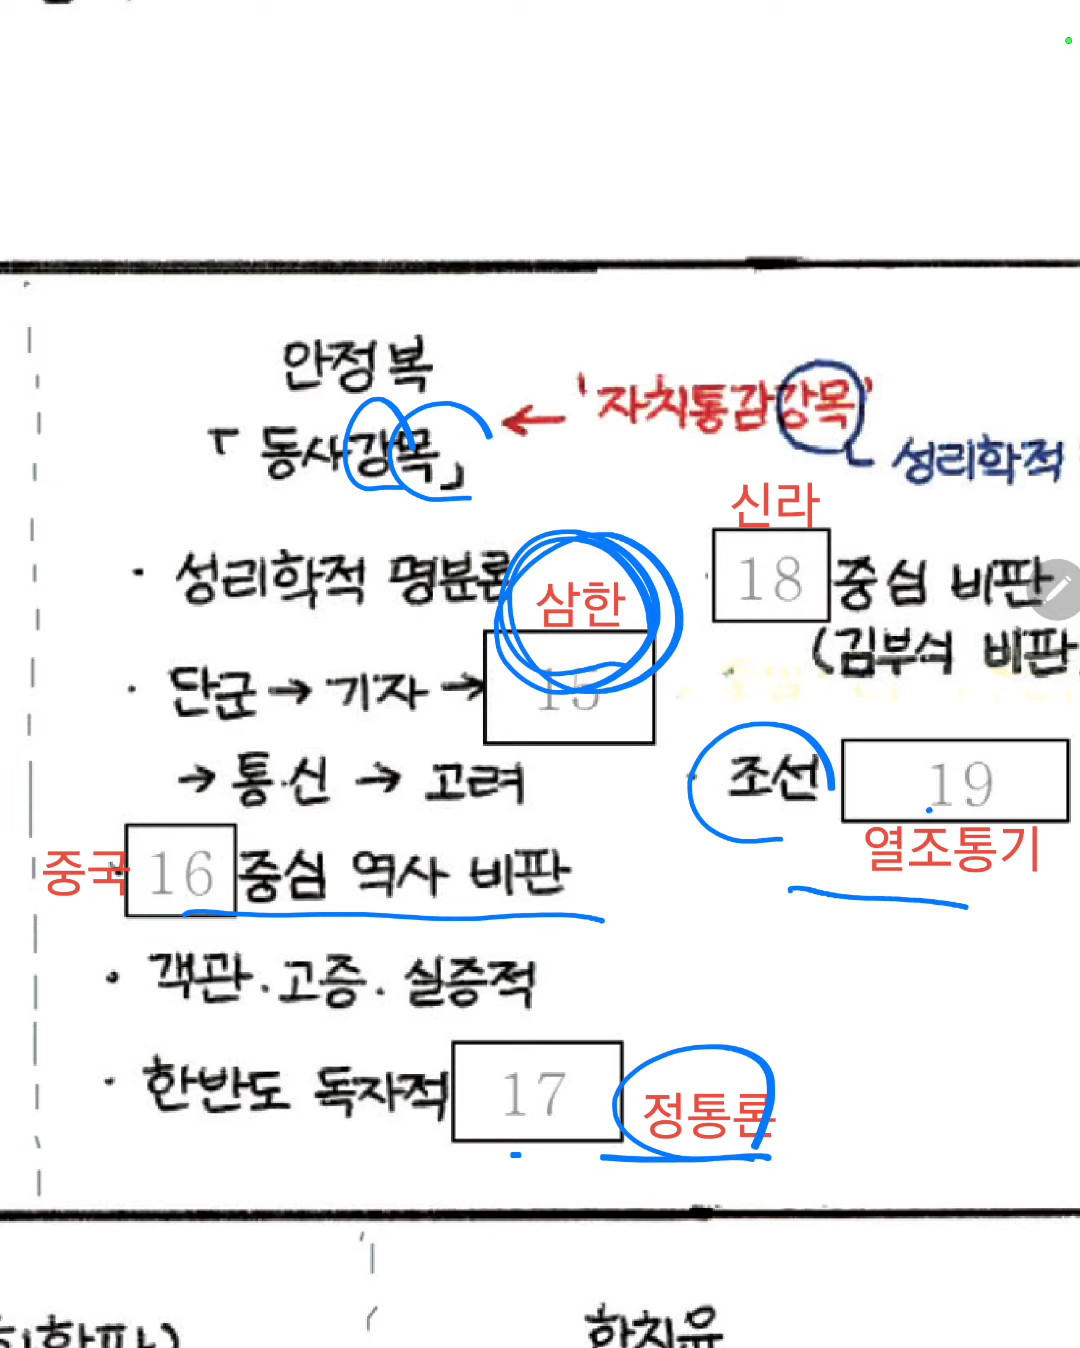 안정복
「동사강목」
← '자치통감강목'
성리학적
· 성리학적 명분론
· 단군 → 기자 → 15
삼한
→ 통·신 → 고려
중국
16 중심 역사 비판
· 객관·고증·실증적
· 한반도 독자적 17
정통론
신라
· 18 중심 비판
(김부식 비판)
· 조선 19
열조통기
한치윤